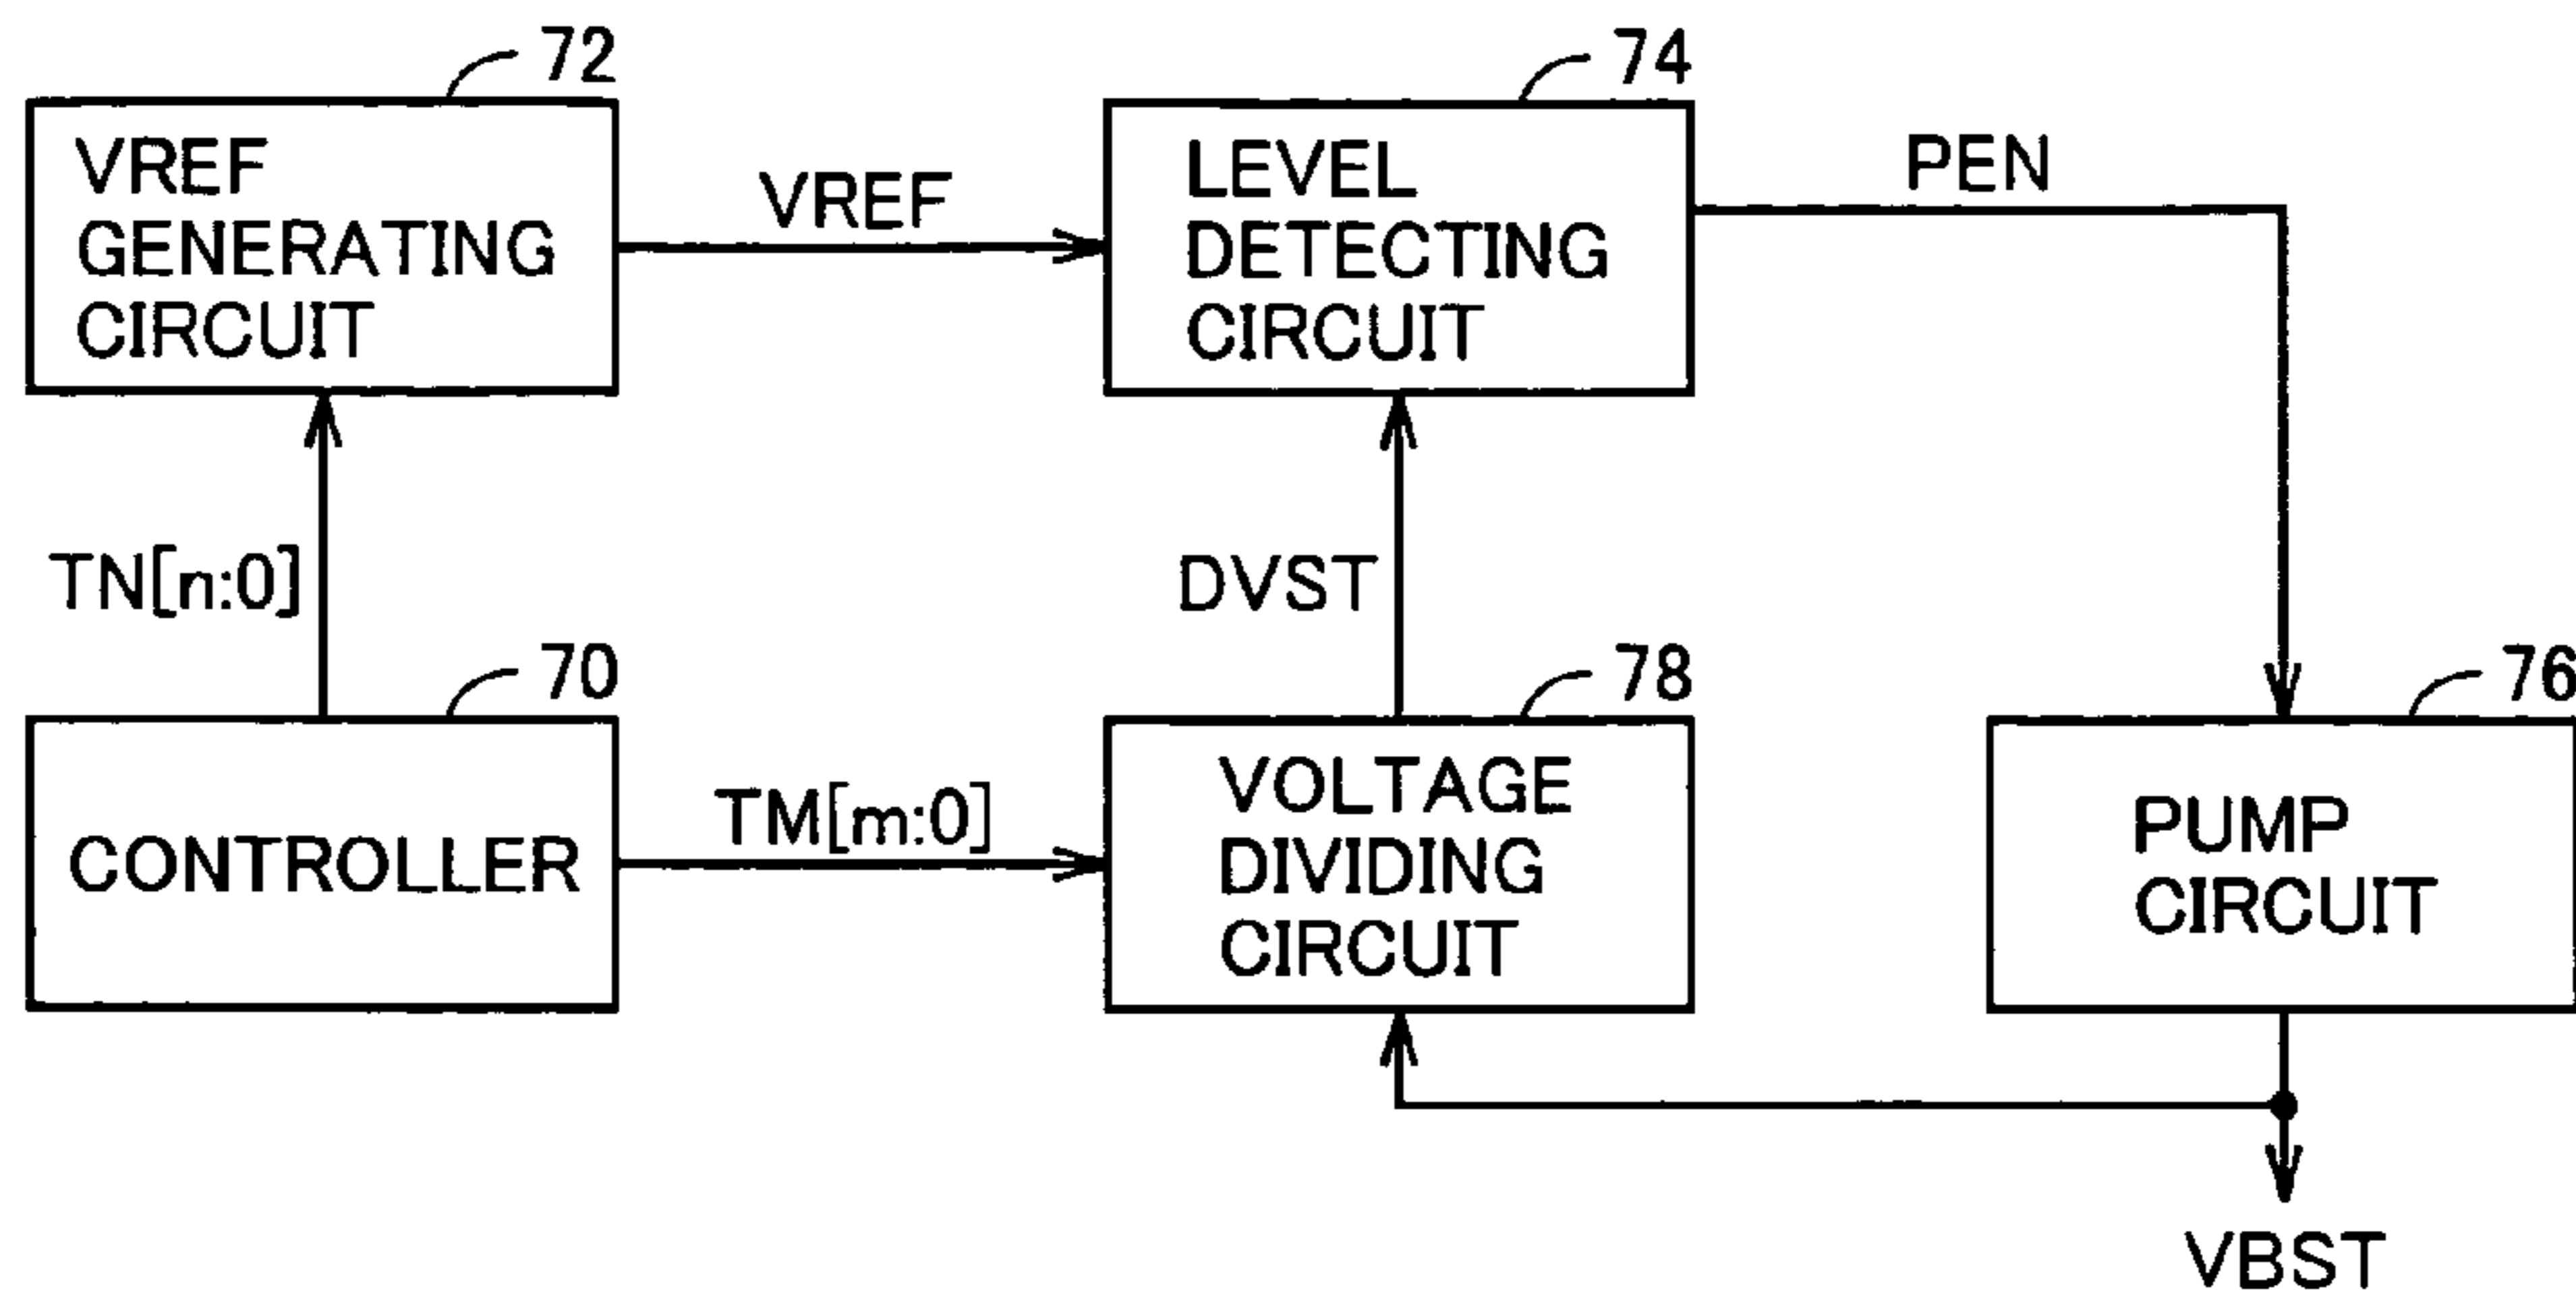 72
VREF
GENERATING
CIRCUIT
VREF
74
LEVEL
DETECTING
CIRCUIT
PEN
TN[n:0]
DVST
70
CONTROLLER
TM[m:0]
78
VOLTAGE
DIVIDING
CIRCUIT
76
PUMP
CIRCUIT
VBST